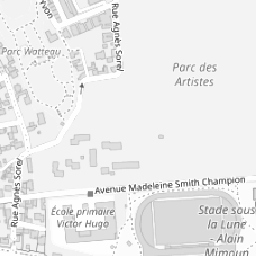 evan
Rue Agnès Sorel
Parc Watteau
Parc des
Artistes
Rue Agnès Sorel
Avenue Madeleine Smith Champion
École primaire
Victor Hugo
Stade sous
la Lune
- Alain
Mimoun